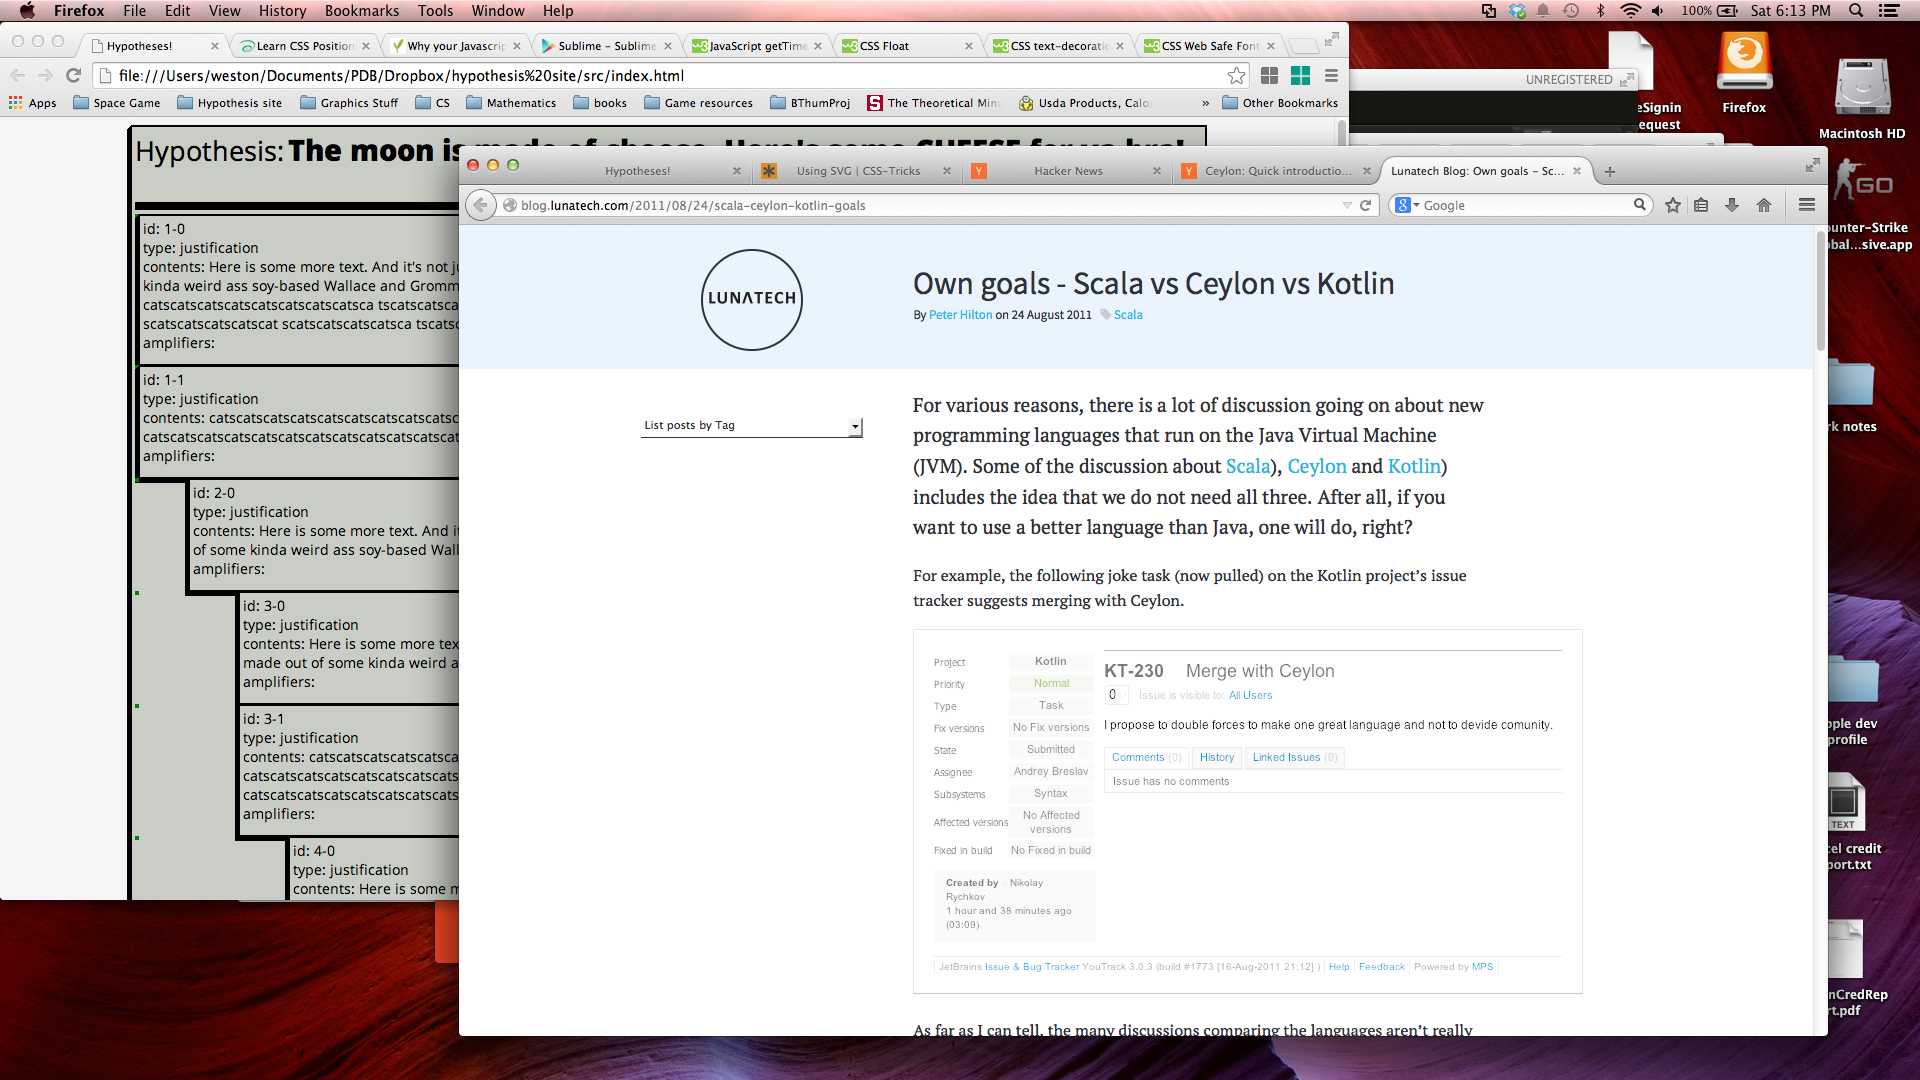 Firefox File Edit View History Bookmarks Tools Window Help
100% Sat 6:13 PM
Hypotheses!
Learn CSS Position
Why your Javascrip
Sublime – Sublime
JavaScript getTime
CSS Float
CSS text-decoratio
CSS Web Safe Font
file:///Users/weston/Documents/PDB/Dropbox/hypothesis%20site/src/index.html
Apps Space Game Hypothesis site Graphics Stuff CS Mathematics books Game resources BThumProj The Theoretical Min Usda Products, Calo » Other Bookmarks
UNREGISTERED
Hypothesis: The moon is made of cheese. Here's some CHEESE for ya bra!
id: 1-0
type: justification
contents: Here is some more text. And it's not ju
kinda weird ass soy-based Wallace and Gromm
catscatscatscatscatscatscatscatsca tscatscatsca
scatscatscatscatscat scatscatscatscatsca tscatsca
amplifiers:
id: 1-1
type: justification
contents: catscatscatscatscatscatscatscatscatsc
catscatscatscatscatscatscatscatscatscatscatscats
amplifiers:
id: 2-0
type: justification
contents: Here is some more text. And it
of some kinda weird ass soy-based Wall
amplifiers:
id: 3-0
type: justification
contents: Here is some more tex
made out of some kinda weird a
amplifiers:
id: 3-1
type: justification
contents: catscatscatscatscatsca
catscatscatscatscatscatscatscats
catscatscatscatscatscatscatscats
amplifiers:
id: 4-0
type: justification
contents: Here is some m
Hypotheses!
Using SVG | CSS-Tricks
Hacker News
Ceylon: Quick introductio...
Lunatech Blog: Own goals – Sc...
blog.lunatech.com/2011/08/24/scala-ceylon-kotlin-goals
Google
LUNATECH
Own goals - Scala vs Ceylon vs Kotlin
By Peter Hilton on 24 August 2011 Scala
List posts by Tag
For various reasons, there is a lot of discussion going on about new
programming languages that run on the Java Virtual Machine
(JVM). Some of the discussion about Scala), Ceylon and Kotlin)
includes the idea that we do not need all three. After all, if you
want to use a better language than Java, one will do, right?
For example, the following joke task (now pulled) on the Kotlin project's issue
tracker suggests merging with Ceylon.
Project Kotlin
Priority Normal
Type Task
Fix versions No Fix versions
State Submitted
Assignee Andrey Breslav
Subsystems Syntax
Affected versions No Affected
versions
Fixed in build No Fixed in build
Created by Nikolay
Rychkov
1 hour and 38 minutes ago
(03:09)
KT-230 Merge with Ceylon
0 Issue is visible to: All Users
I propose to double forces to make one great language and not to devide comunity.
Comments (0) History Linked Issues (0)
Issue has no comments
JetBrains Issue & Bug Tracker YouTrack 3.0.3 (build #1773 [16-Aug-2011 21:12] ) Help Feedback Powered by MPS
As far as I can tell, the many discussions comparing the languages aren't really
eSignin
equest
Firefox
Macintosh HD
GO
unter-Strike
obal...sive.app
rk notes
pple dev
profile
TEXT
cel credit
port.txt
nCredRep
rt.pdf